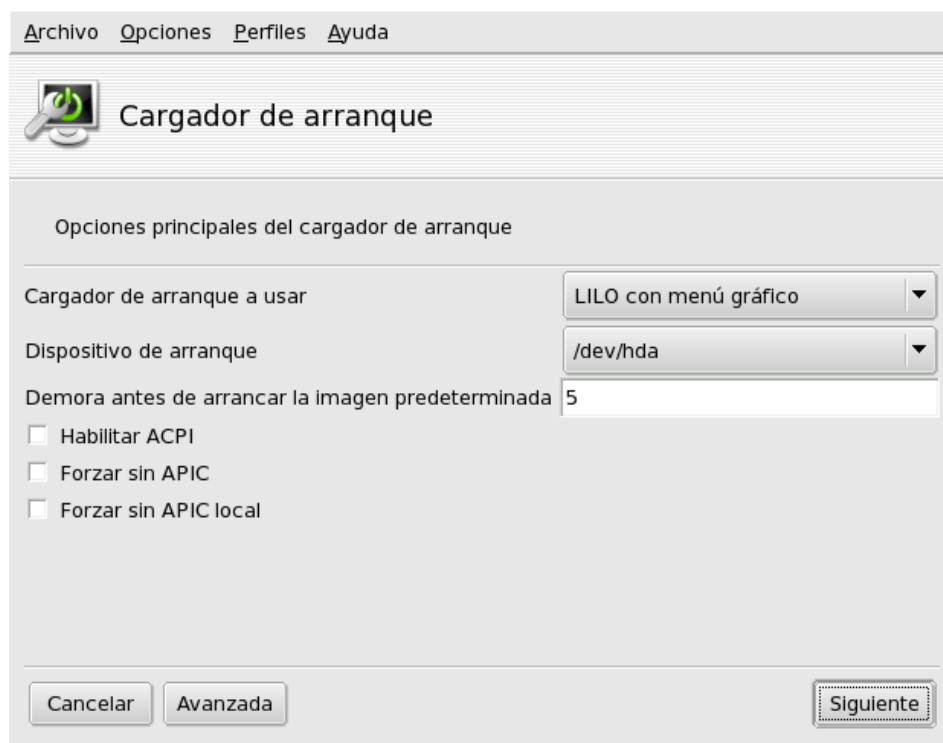 Archivo Opciones Perfiles Ayuda
Cargador de arranque
Opciones principales del cargador de arranque
Cargador de arranque a usar LILO con menú gráfico
Dispositivo de arranque /dev/hda
Demora antes de arrancar la imagen predeterminada 5
Habilitar ACPI
Forzar sin APIC
Forzar sin APIC local
Cancelar Avanzada Siguiente